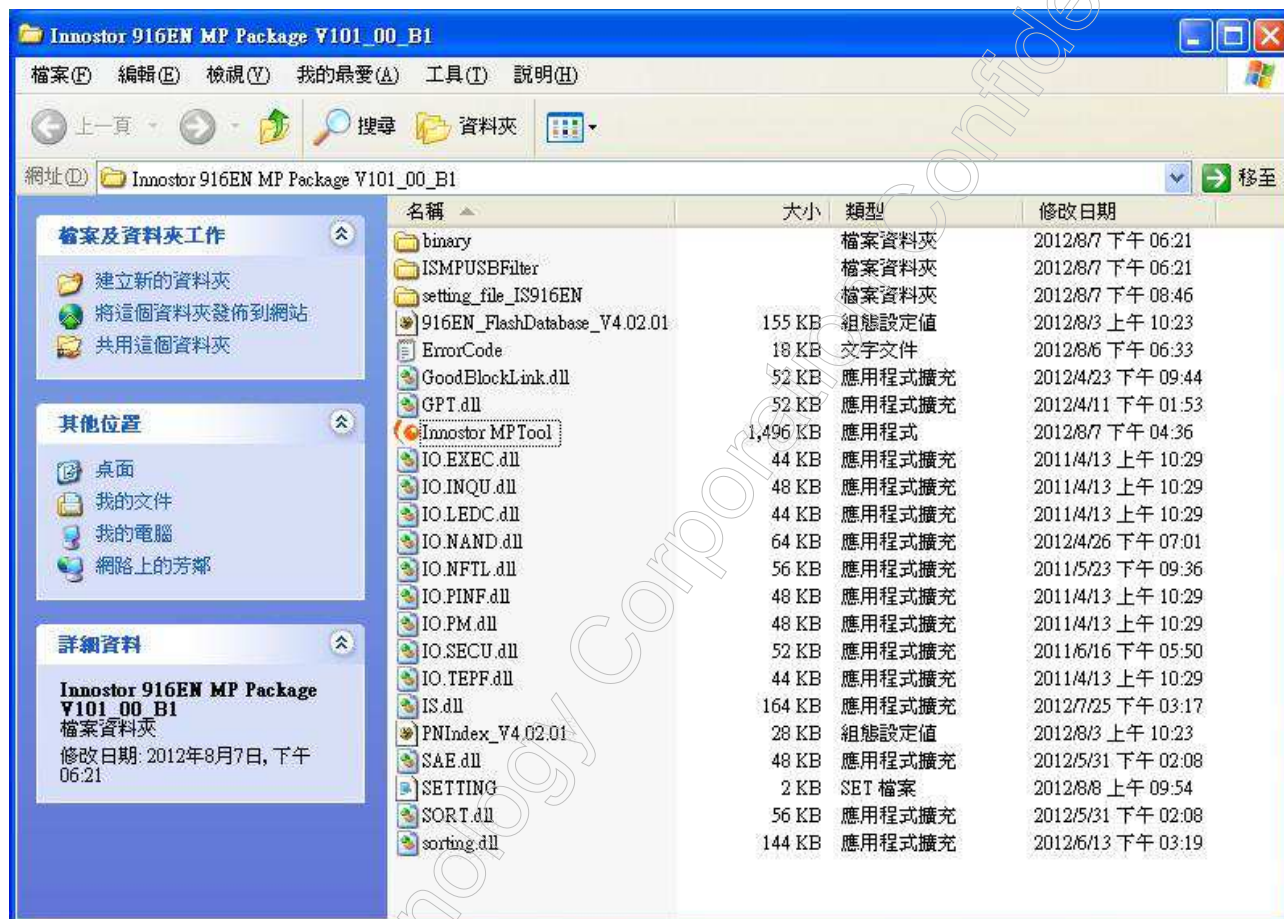 Innostor 916EN MP Package V101_00_B1
檔案(F) 編輯(E) 檢視(V) 我的最愛(A) 工具(T) 說明(H)
上一頁 搜尋 資料夾
網址(D) Innostor 916EN MP Package V101_00_B1 移至
檔案及資料夾工作
建立新的資料夾
將這個資料夾發佈到網站
共用這個資料夾
其他位置
桌面
我的文件
我的電腦
網路上的芳鄰
詳細資料
Innostor 916EN MP Package
V101_00_B1
檔案資料夾
修改日期: 2012年8月7日, 下午
06:21
名稱 大小 類型 修改日期
binary 檔案資料夾 2012/8/7 下午 06:21
ISMPUSBFilter 檔案資料夾 2012/8/7 下午 06:21
setting_file_IS916EN 檔案資料夾 2012/8/7 下午 08:46
916EN_FlashDatabase_V4.02.01 155 KB 組態設定值 2012/8/3 上午 10:23
ErrorCode 18 KB 文字文件 2012/8/6 下午 06:33
GoodBlockLink.dll 52 KB 應用程式擴充 2012/4/23 下午 09:44
GPT.dll 52 KB 應用程式擴充 2012/4/11 下午 01:53
Innostor MPTool 1,496 KB 應用程式 2012/8/7 下午 04:36
IO.EXEC.dll 44 KB 應用程式擴充 2011/4/13 上午 10:29
IO.INQU.dll 48 KB 應用程式擴充 2011/4/13 上午 10:29
IO.LEDC.dll 44 KB 應用程式擴充 2011/4/13 上午 10:29
IO.NAND.dll 64 KB 應用程式擴充 2012/4/26 下午 07:01
IO.NFTL.dll 56 KB 應用程式擴充 2011/5/23 下午 09:36
IO.PINF.dll 48 KB 應用程式擴充 2011/4/13 上午 10:29
IO.PM.dll 48 KB 應用程式擴充 2011/4/13 上午 10:29
IO.SECU.dll 52 KB 應用程式擴充 2011/6/16 下午 05:50
IO.TEPF.dll 44 KB 應用程式擴充 2011/4/13 上午 10:29
IS.dll 164 KB 應用程式擴充 2012/7/25 下午 03:17
PNIndex_V4.02.01 28 KB 組態設定值 2012/8/3 上午 10:23
SAE.dll 48 KB 應用程式擴充 2012/5/31 下午 02:08
SETTING 2 KB SET 檔案 2012/8/8 上午 09:54
SORT.dll 56 KB 應用程式擴充 2012/5/31 下午 02:08
sorting.dll 144 KB 應用程式擴充 2012/6/13 下午 03:19
nology Corporation Confide